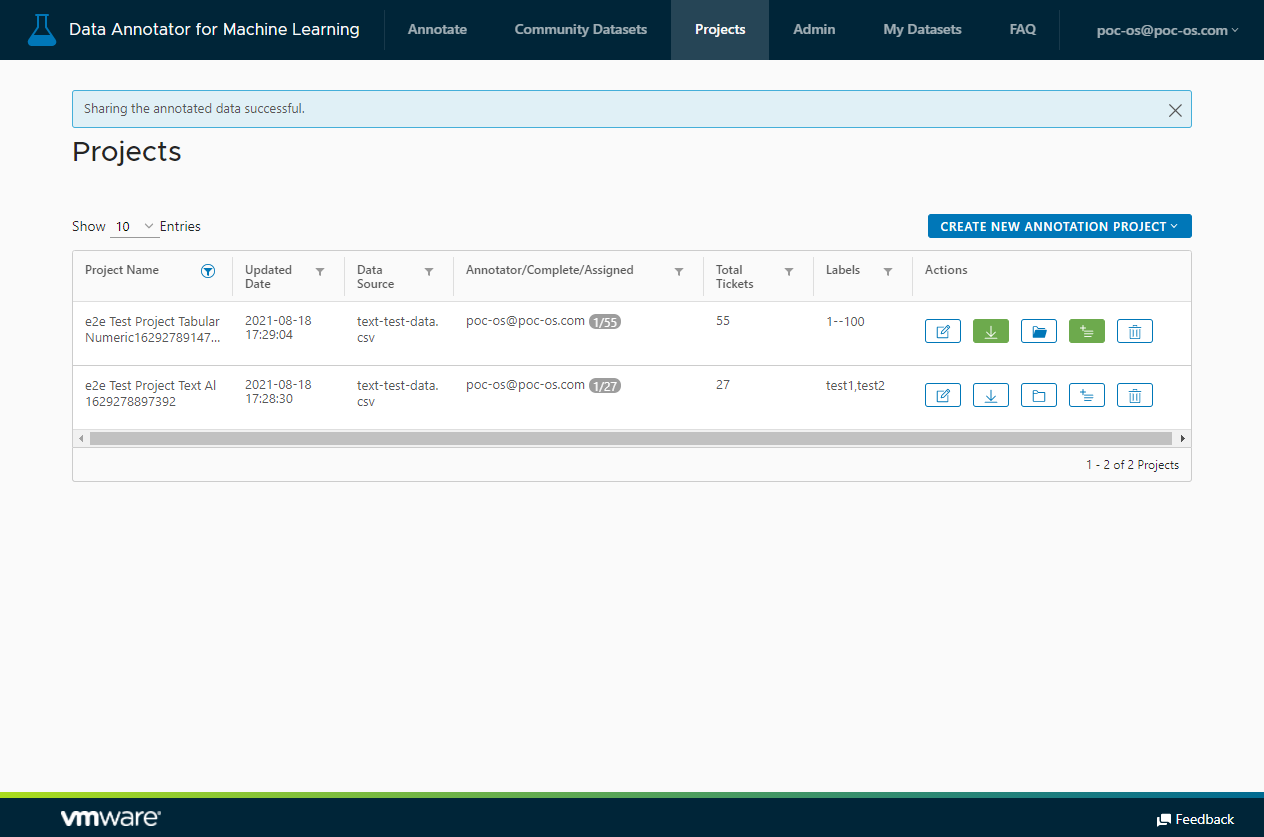 Data Annotator for Machine Learning
Annotate
Community Datasets
Projects
Admin
My Datasets
FAQ
poc-os@poc-os.com
Sharing the annotated data successful.
Projects
Show 10 Entries
CREATE NEW ANNOTATION PROJECT
Project Name
Updated
Date
Data
Source
Annotator/Complete/Assigned
Total
Tickets
Labels
Actions
e2e Test Project Tabular
Numeric16292789147...
2021-08-18
17:29:04
text-test-data.
csv
poc-os@poc-os.com 1/55
55
1--100
e2e Test Project Text Al
1629278897392
2021-08-18
17:28:30
text-test-data.
csv
poc-os@poc-os.com 1/27
27
test1,test2
1 - 2 of 2 Projects
vmware
Feedback